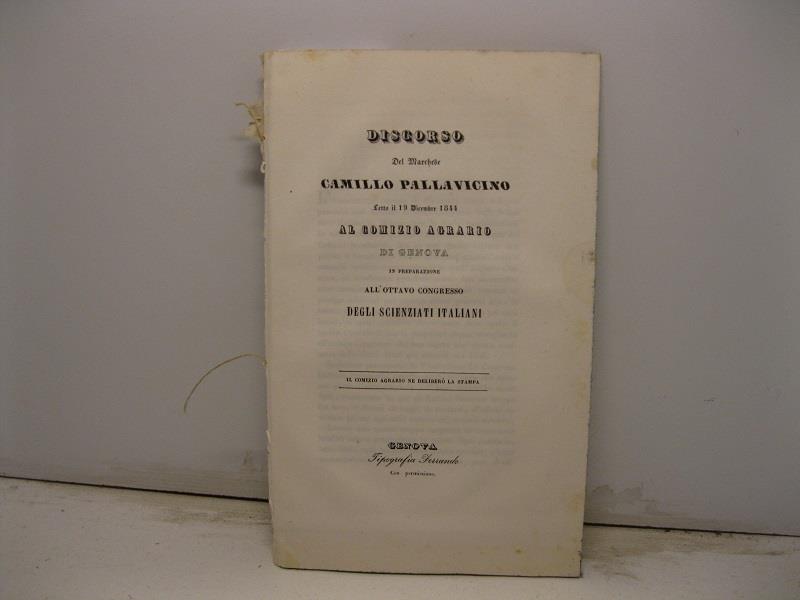 DISCORSO
Del Marchese
CAMILLO PALLAVICINO
Letto il 19 Dicembre 1844
AL COMIZIO AGRARIO
DI GENOVA
IN PREPARAZIONE
ALL'OTTAVO CONGRESSO
DEGLI SCIENZIATI ITALIANI
IL COMIZIO AGRARIO NE DELIBERÒ LA STAMPA
GENOVA
Tipografia Ferrando
Con permissione.